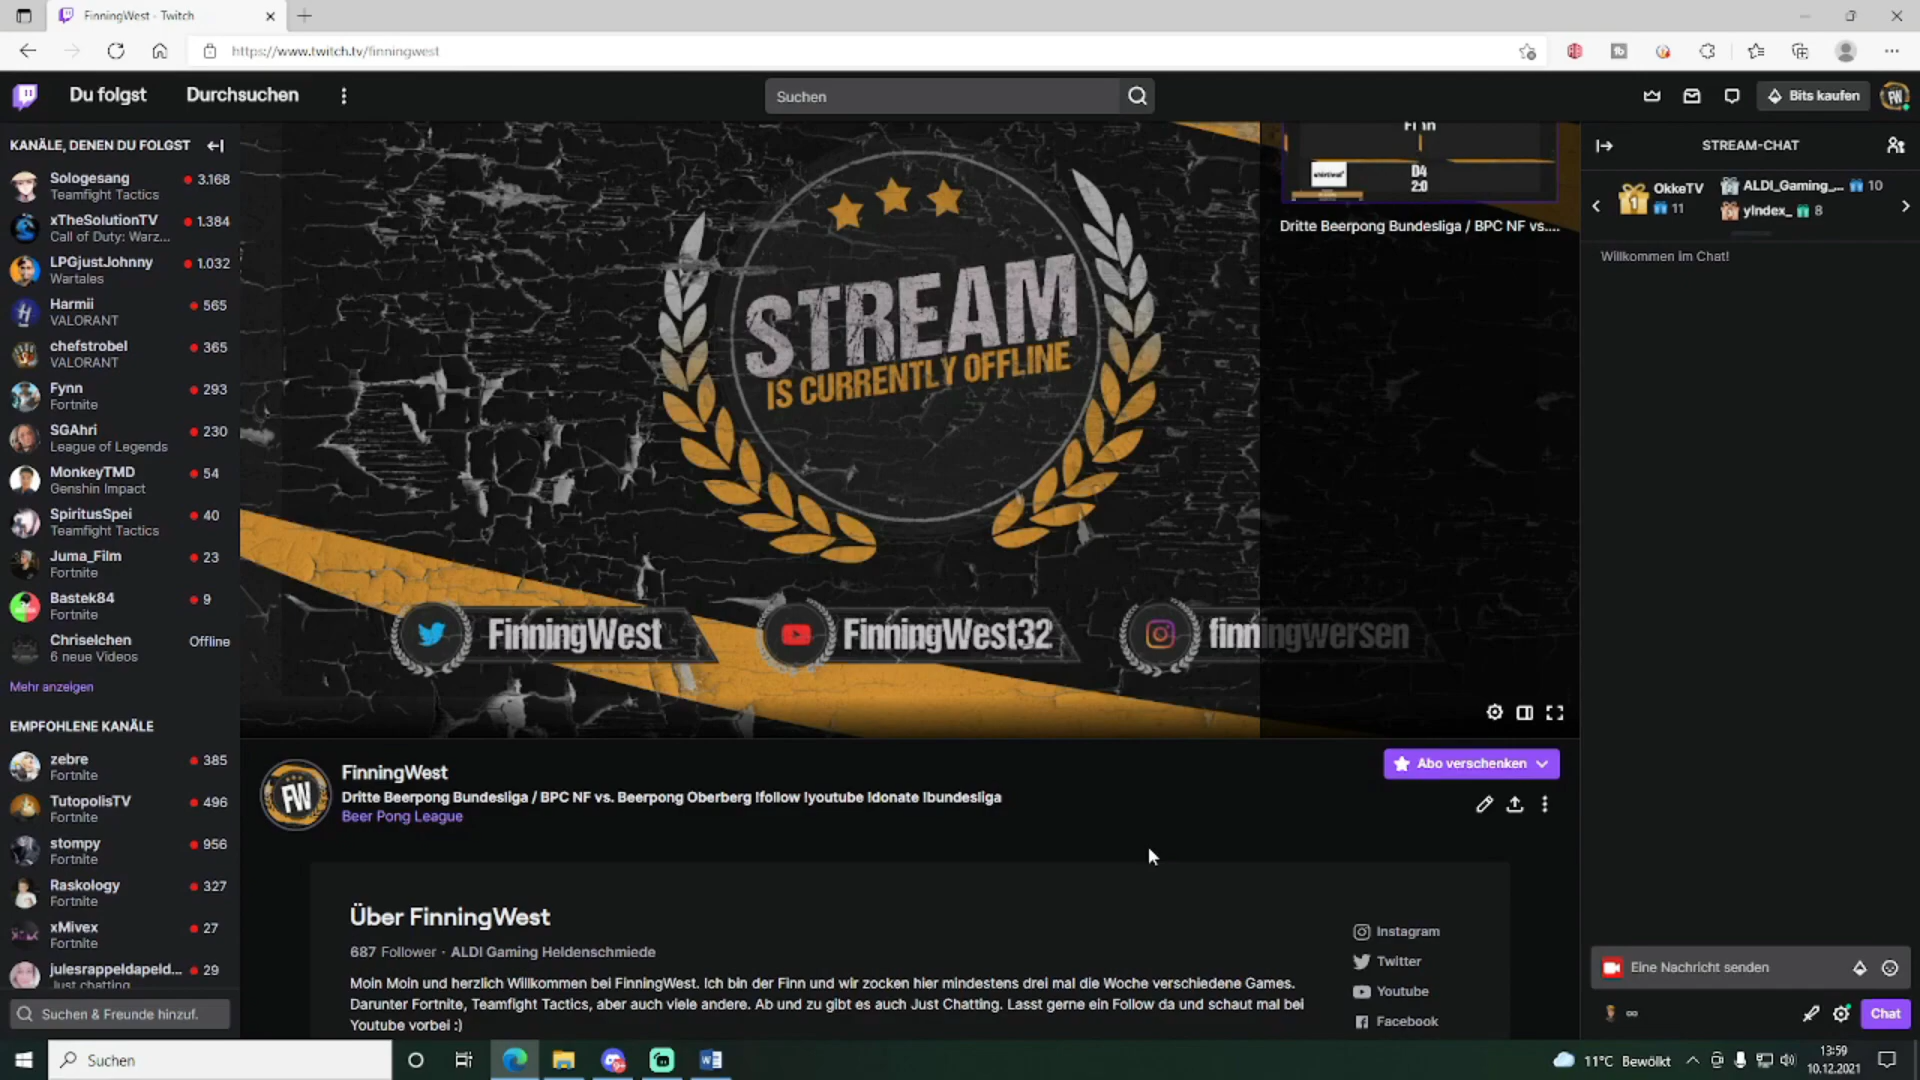 FinningWest - Twitch
https://www.twitch.tv/finningwest
Du folgst
Durchsuchen
Suchen
Bits kaufen
KANÄLE, DENEN DU FOLGST
Sologesang
3.168
Teamfight Tactics
xTheSolutionTV
1.384
Call of Duty: Warz...
LPGjustJohnny
1.032
Wartales
Harmii
565
VALORANT
chefstrobel
365
VALORANT
Fynn
293
Fortnite
SGAhri
230
League of Legends
MonkeyTMD
54
Genshin Impact
SpiritusSpei
40
Teamfight Tactics
Juma_Film
23
Fortnite
Bastek84
9
Fortnite
Chriselchen
Offline
6 neue Videos
Mehr anzeigen
EMPFOHLENE KANÄLE
zebre
385
Fortnite
TutopolisTV
496
Fortnite
stompy
956
Fortnite
Raskology
327
Fortnite
xMivex
27
Fortnite
julesrappeldapeld...
29
Just chatting
Suchen & Freunde hinzuf.
STREAM
IS CURRENTLY OFFLINE
FinningWest
FinningWest32
finningwersen
D4
2:0
Dritte Beerpong Bundesliga / BPC NF vs....
FinningWest
Dritte Beerpong Bundesliga / BPC NF vs. Beerpong Oberberg !follow !youtube !donate !bundesliga
Beer Pong League
Abo verschenken
Über FinningWest
687 Follower · ALDI Gaming Heldenschmiede
Moin Moin und herzlich Willkommen bei FinningWest. Ich bin der Finn und wir zocken hier mindestens drei mal die Woche verschiedene Games.
Darunter Fortnite, Teamfight Tactics, aber auch viele andere. Ab und zu gibt es auch Just Chatting. Lasst gerne ein Follow da und schaut mal bei
Youtube vorbei :)
Instagram
Twitter
Youtube
Facebook
STREAM-CHAT
1
OkkeTV
11
ALDI_Gaming_...
10
yIndex_
8
Willkommen im Chat!
Eine Nachricht senden
Chat
Suchen
11°C Bewölkt
13:59
10.12.2021